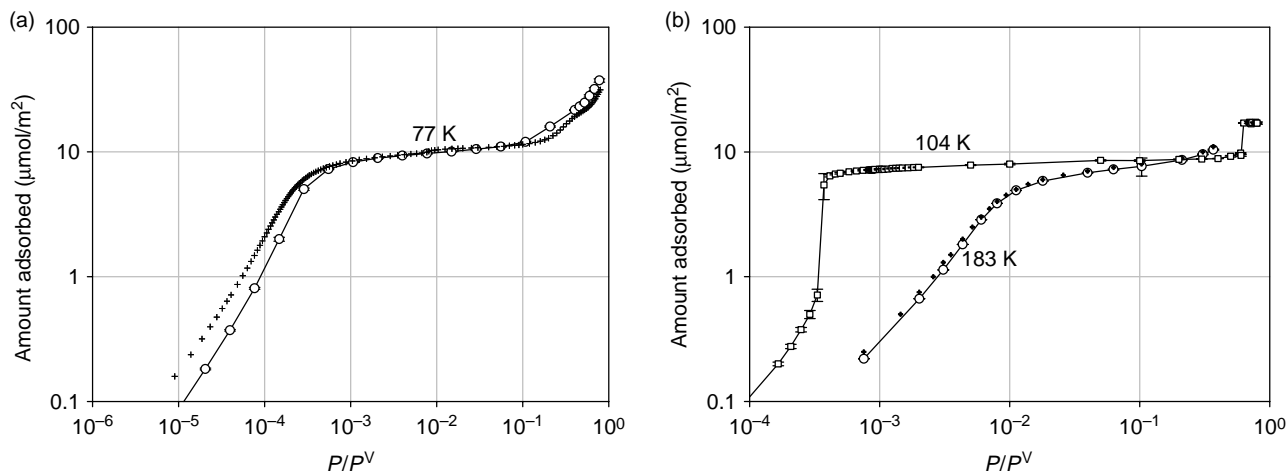 (a)
100
10
1
0.1
Amount adsorbed (μmol/m²)
77 K
10⁻⁶ 10⁻⁵ 10⁻⁴ 10⁻³ 10⁻² 10⁻¹ 10⁰
P/Pⱽ
(b)
100
10
1
0.1
Amount adsorbed (μmol/m²)
104 K
183 K
10⁻⁴ 10⁻³ 10⁻² 10⁻¹ 10⁰
P/Pⱽ